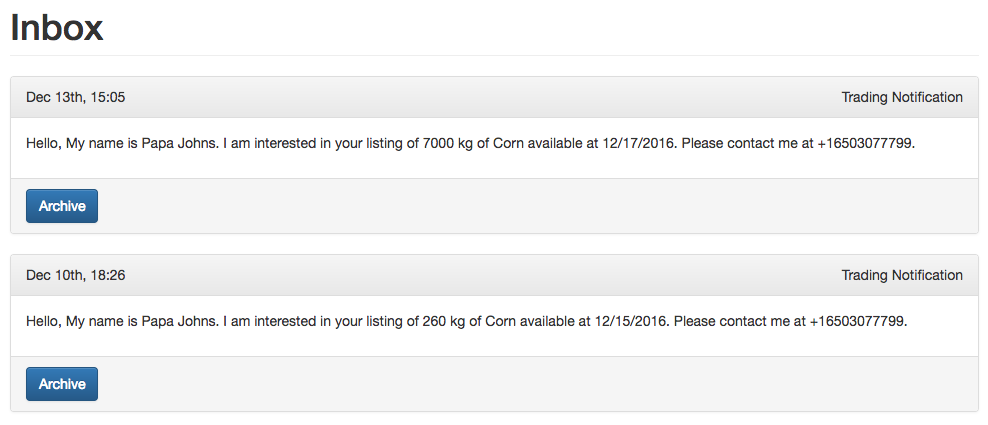 Inbox
Dec 13th, 15:05 Trading Notification
Hello, My name is Papa Johns. I am interested in your listing of 7000 kg of Corn available at 12/17/2016. Please contact me at +16503077799.
Archive
Dec 10th, 18:26 Trading Notification
Hello, My name is Papa Johns. I am interested in your listing of 260 kg of Corn available at 12/15/2016. Please contact me at +16503077799.
Archive